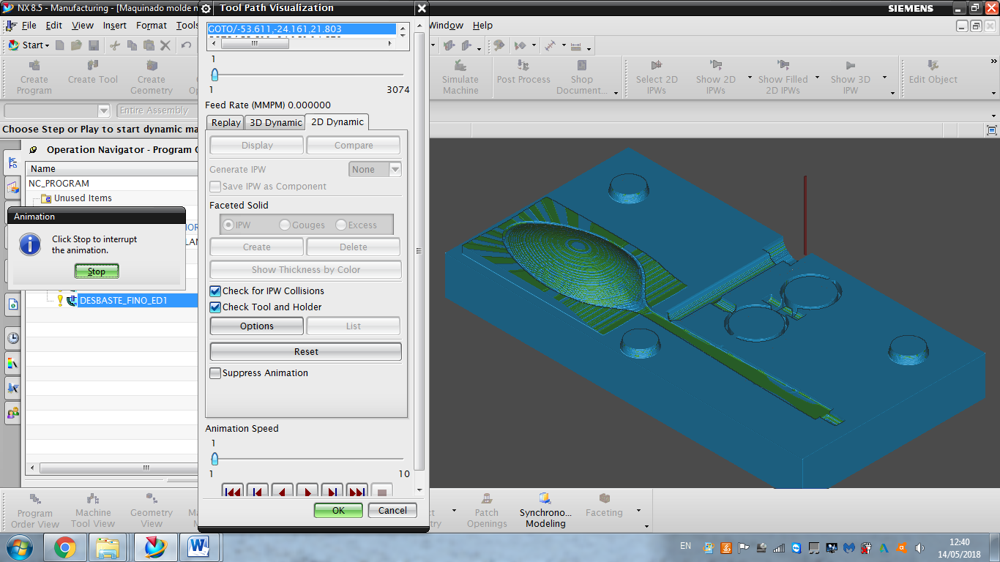 NX 8.5 - Manufacturing - [Maquinado molde
Tool Path Visualization
SIEMENS
File Edit View Insert Format Tools
Window Help
Start
Create Program
Create Tool
Create Geometry
Simulate Machine
Post Process
Shop Document...
Select 2D IPWs
Show 2D IPWs
Show Filled 2D IPWs
Show 3D IPW
Edit Object
Entire Assembly
Choose Step or Play to start dynamic ma
Operation Navigator - Program
Name
NC_PROGRAM
Unused Items
Animation
Click Stop to interrupt
the animation.
Stop
DESBASTE_FINO_ED1
GOTO/-53.611,-24.161,21.803
1
1 3074
Feed Rate (MMPM) 0.000000
Replay 3D Dynamic 2D Dynamic
Display Compare
Generate IPW None
Save IPW as Component
Faceted Solid
IPW Gouges Excess
Create Delete
Show Thickness by Color
Check for IPW Collisions
Check Tool and Holder
Options List
Reset
Suppress Animation
Animation Speed
1
1 10
OK Cancel
Program Order View
Machine Tool View
Geometry View
Patch Openings
Synchrono... Modeling
Faceting
EN
12:40
14/05/2018